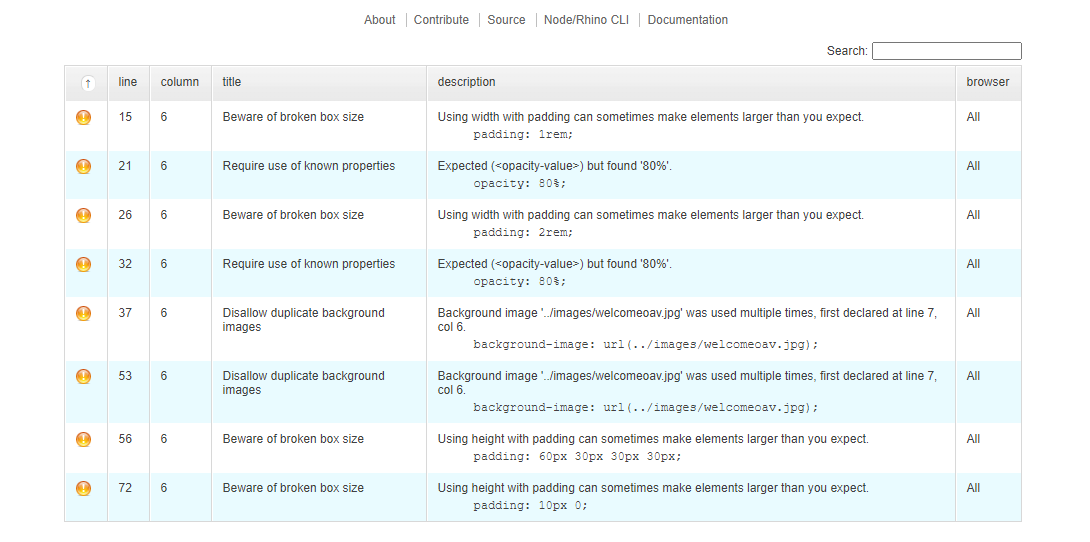 About Contribute Source Node/Rhino CLI Documentation
Search:
↑ line column title description browser
15 6 Beware of broken box size Using width with padding can sometimes make elements larger than you expect. All
padding: 1rem;
21 6 Require use of known properties Expected (<opacity-value>) but found '80%'. All
opacity: 80%;
26 6 Beware of broken box size Using width with padding can sometimes make elements larger than you expect. All
padding: 2rem;
32 6 Require use of known properties Expected (<opacity-value>) but found '80%'. All
opacity: 80%;
37 6 Disallow duplicate background Background image '../images/welcomeoav.jpg' was used multiple times, first declared at line 7, All
images col 6.
background-image: url(../images/welcomeoav.jpg);
53 6 Disallow duplicate background Background image '../images/welcomeoav.jpg' was used multiple times, first declared at line 7, All
images col 6.
background-image: url(../images/welcomeoav.jpg);
56 6 Beware of broken box size Using height with padding can sometimes make elements larger than you expect. All
padding: 60px 30px 30px 30px;
72 6 Beware of broken box size Using height with padding can sometimes make elements larger than you expect. All
padding: 10px 0;